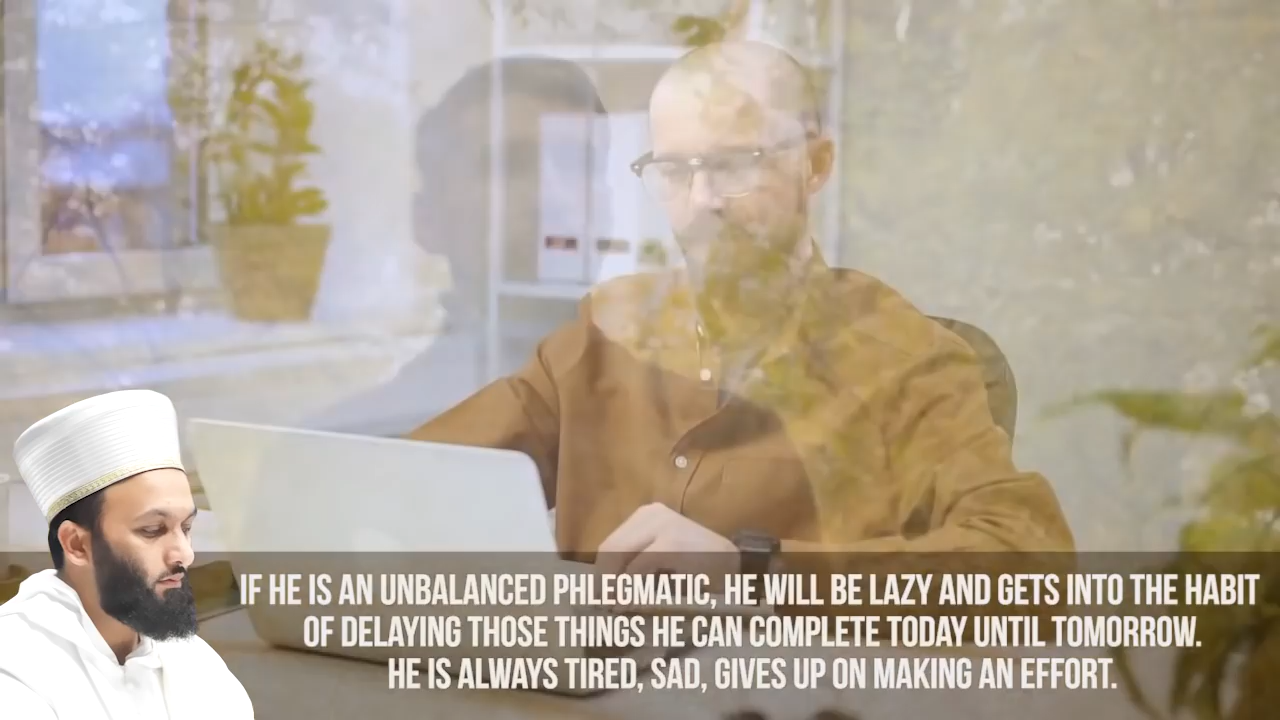 IF HE IS AN UNBALANCED PHLEGMATIC, HE WILL BE LAZY AND GETS INTO THE HABIT
OF DELAYING THOSE THINGS HE CAN COMPLETE TODAY UNTIL TOMORROW.
HE IS ALWAYS TIRED, SAD, GIVES UP ON MAKING AN EFFORT.